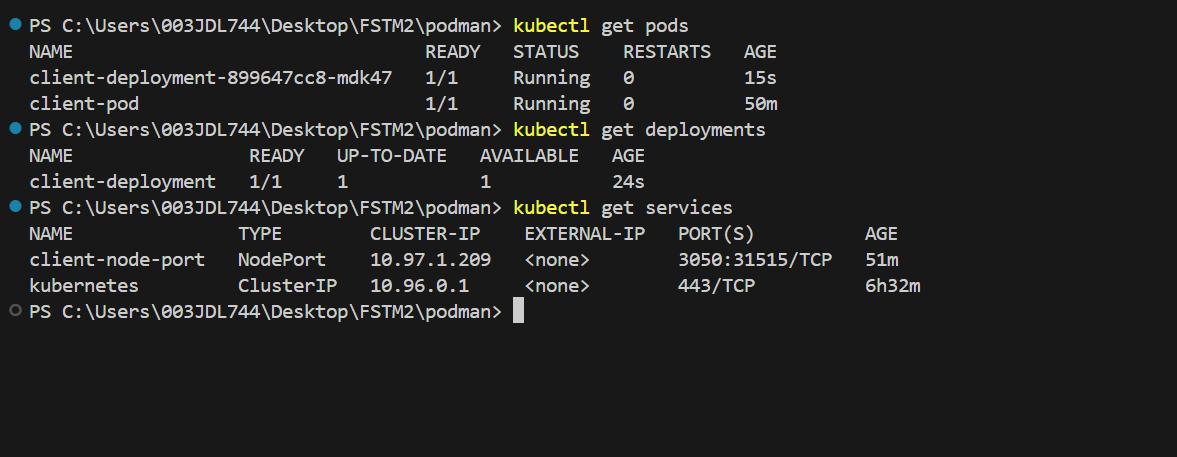 PS C:\Users\003JDL744\Desktop\FSTM2\podman> kubectl get pods
NAME                                READY   STATUS    RESTARTS   AGE
client-deployment-899647cc8-mdk47   1/1     Running   0          15s
client-pod                          1/1     Running   0          50m
PS C:\Users\003JDL744\Desktop\FSTM2\podman> kubectl get deployments
NAME                READY   UP-TO-DATE   AVAILABLE   AGE
client-deployment   1/1     1            1           24s
PS C:\Users\003JDL744\Desktop\FSTM2\podman> kubectl get services
NAME               TYPE        CLUSTER-IP    EXTERNAL-IP   PORT(S)          AGE
client-node-port   NodePort    10.97.1.209   <none>        3050:31515/TCP   51m
kubernetes         ClusterIP   10.96.0.1     <none>        443/TCP          6h32m
PS C:\Users\003JDL744\Desktop\FSTM2\podman>